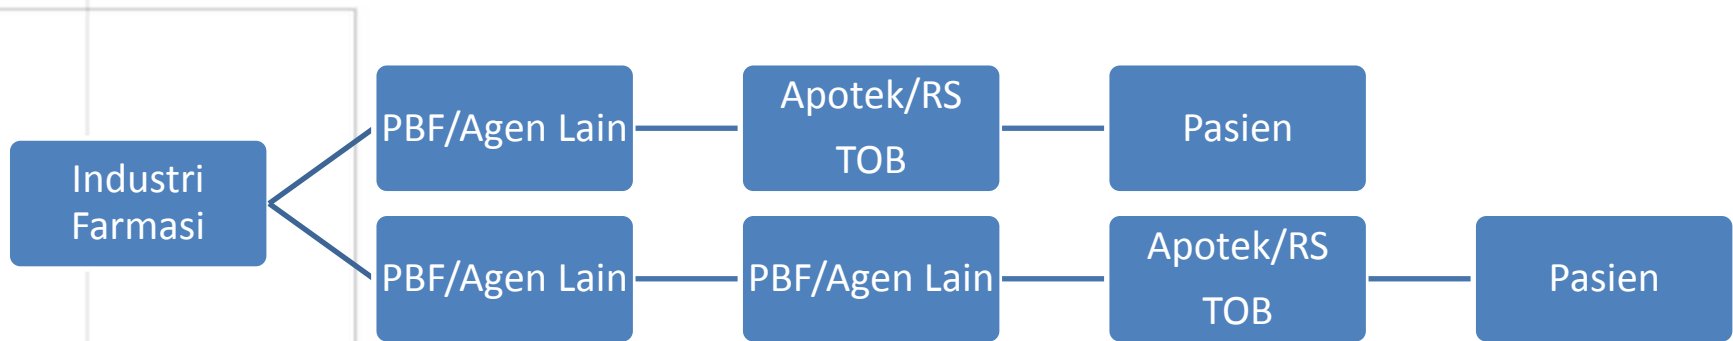 Industri
Farmasi
PBF/Agen Lain
Apotek/RS
TOB
Pasien
PBF/Agen Lain
PBF/Agen Lain
Apotek/RS
TOB
Pasien